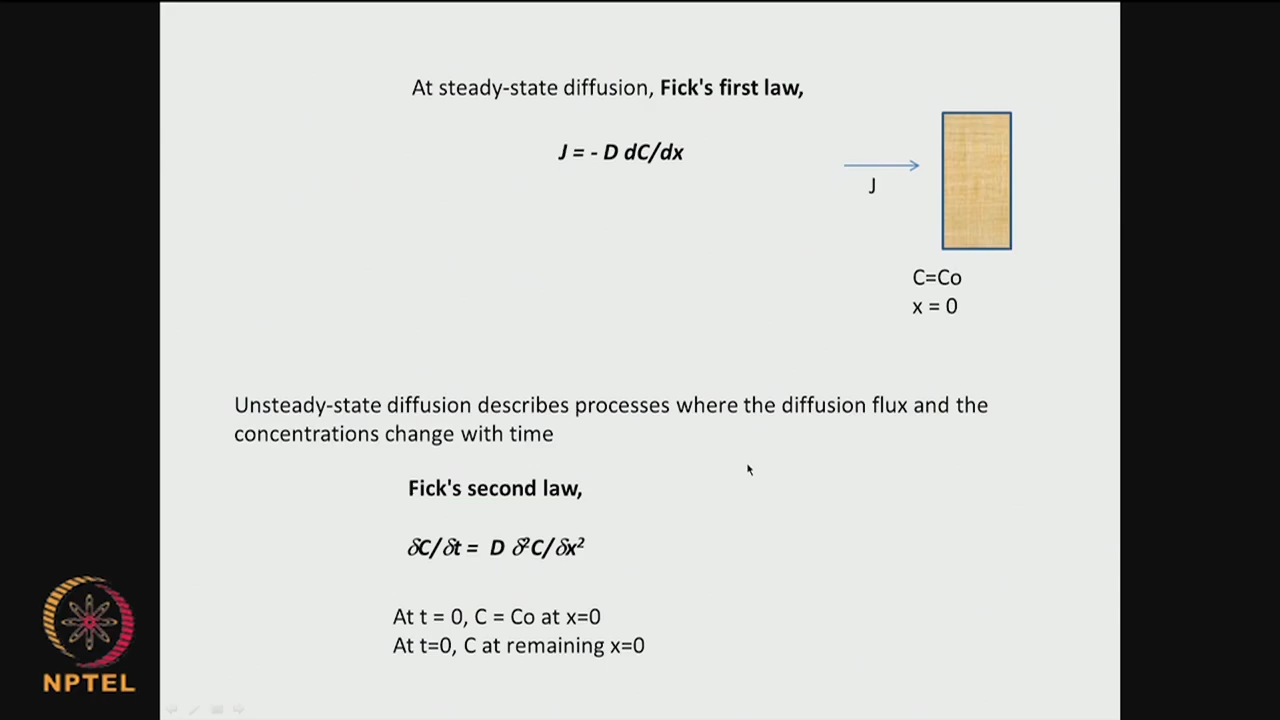 At steady-state diffusion, Fick's first law,
J = - D dC/dx
J
C=Co
x = 0
Unsteady-state diffusion describes processes where the diffusion flux and the
concentrations change with time
Fick's second law,
δC/δt = D δ²C/δx²
At t = 0, C = Co at x=0
At t=0, C at remaining x=0
NPTEL